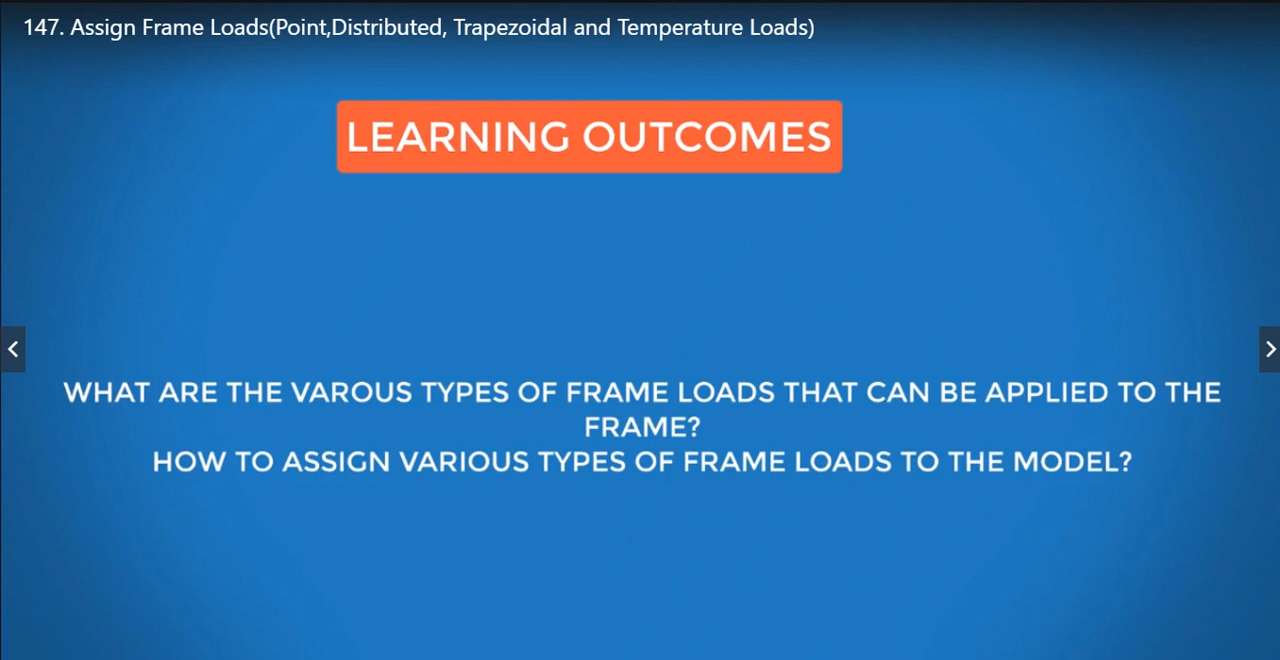 147. Assign Frame Loads(Point,Distributed, Trapezoidal and Temperature Loads)
LEARNING OUTCOMES
WHAT ARE THE VAROUS TYPES OF FRAME LOADS THAT CAN BE APPLIED TO THE
FRAME?
HOW TO ASSIGN VARIOUS TYPES OF FRAME LOADS TO THE MODEL?